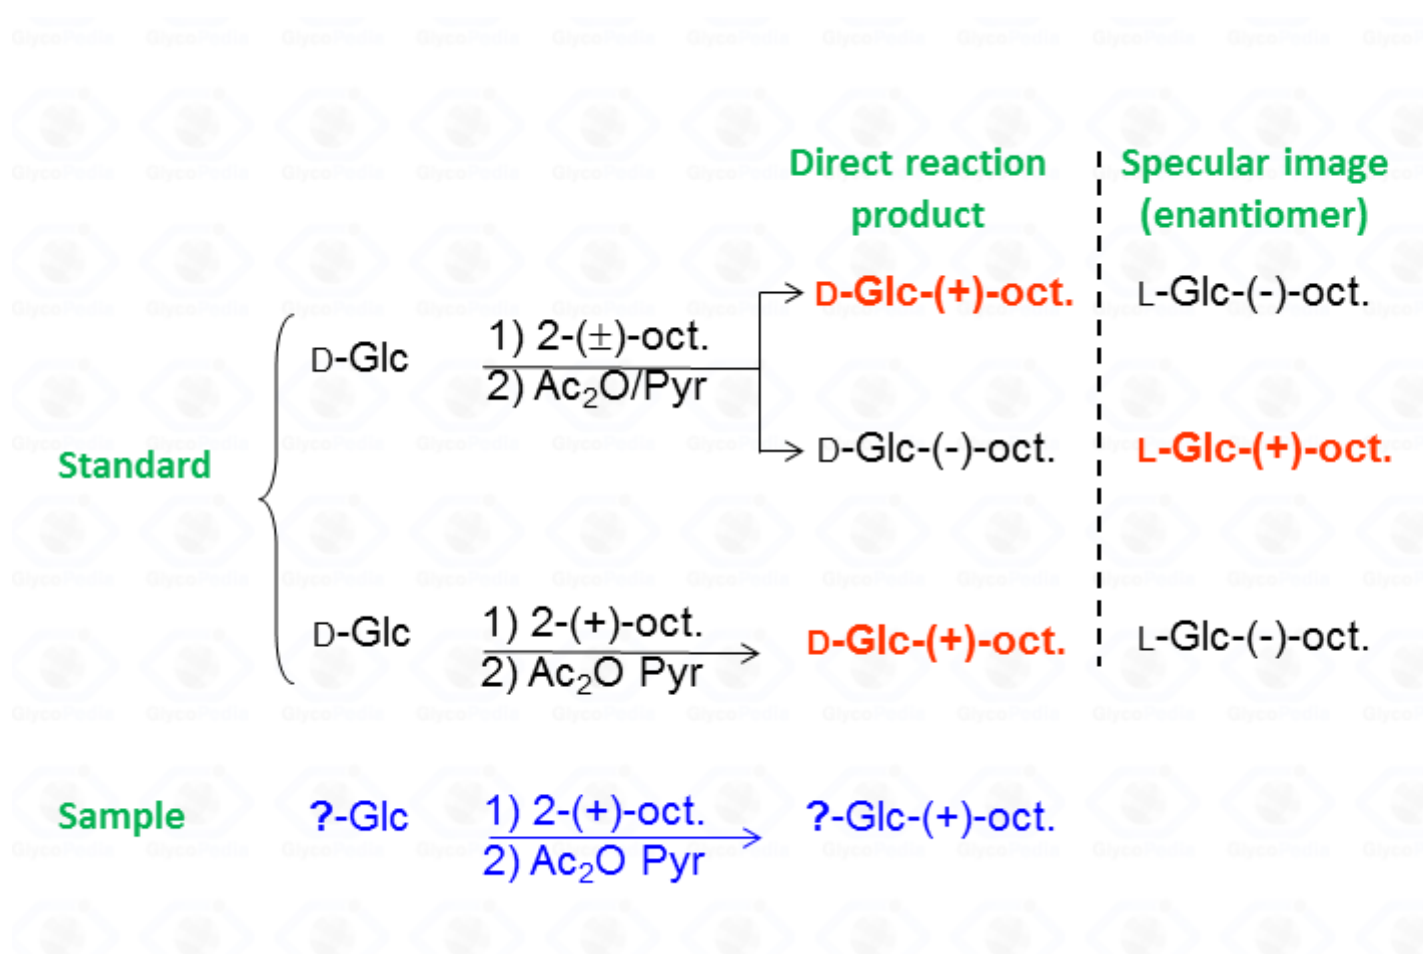 Direct reaction product
Specular image (enantiomer)
Standard
D-Glc
1) 2-(±)-oct.
2) Ac₂O/Pyr
D-Glc-(+)-oct.
L-Glc-(-)-oct.
D-Glc-(-)-oct.
L-Glc-(+)-oct.
D-Glc
1) 2-(+)-oct.
2) Ac₂O Pyr
D-Glc-(+)-oct.
L-Glc-(-)-oct.
Sample
?-Glc
1) 2-(+)-oct.
2) Ac₂O Pyr
?-Glc-(+)-oct.
GlycoPedia